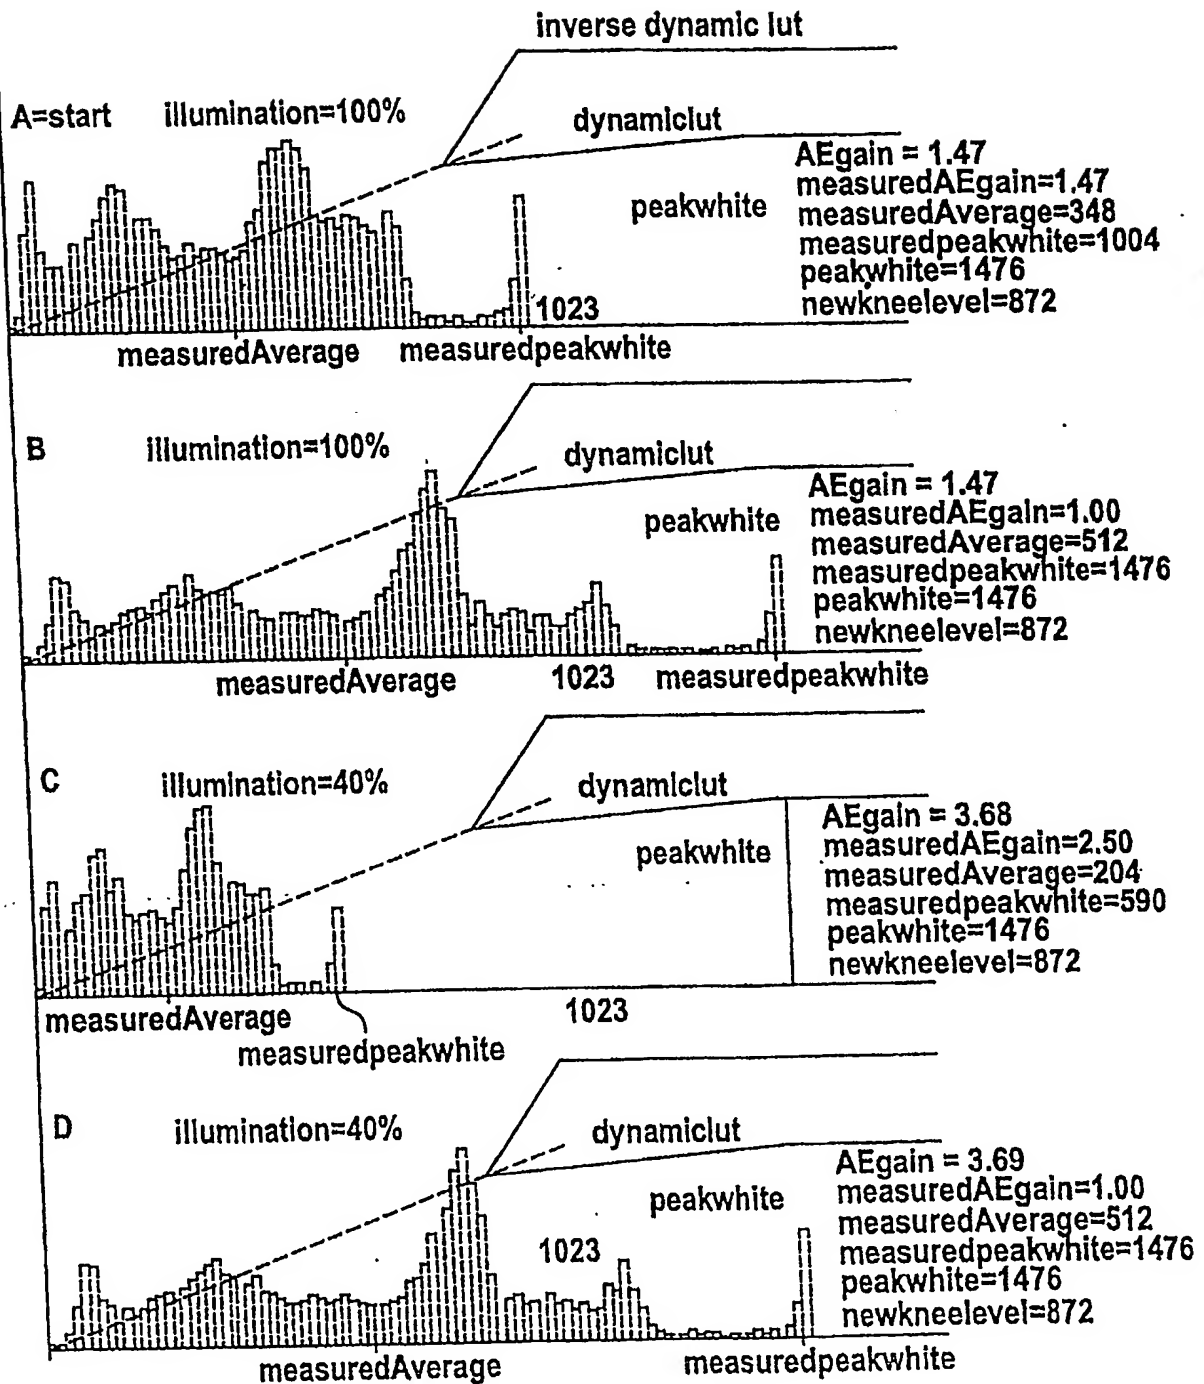 inverse dynamic lut
A=start illumination=100%
dynamiclut
AEgain = 1.47
measuredAEgain=1.47
peakwhite
measuredAverage=348
measuredpeakwhite=1004
peakwhite=1476
1023
newkneelevel=872
measuredAverage measuredpeakwhite
B illumination=100%
dynamiclut
AEgain = 1.47
peakwhite
measuredAEgain=1.00
measuredAverage=512
measuredpeakwhite=1476
peakwhite=1476
newkneelevel=872
measuredAverage 1023 measuredpeakwhite
C illumination=40%
dynamiclut
AEgain = 3.68
peakwhite
measuredAEgain=2.50
measuredAverage=204
measuredpeakwhite=590
peakwhite=1476
newkneelevel=872
measuredAverage 1023
measuredpeakwhite
D illumination=40%
dynamiclut
AEgain = 3.69
peakwhite
measuredAEgain=1.00
measuredAverage=512
1023
measuredpeakwhite=1476
peakwhite=1476
newkneelevel=872
measuredAverage measuredpeakwhite